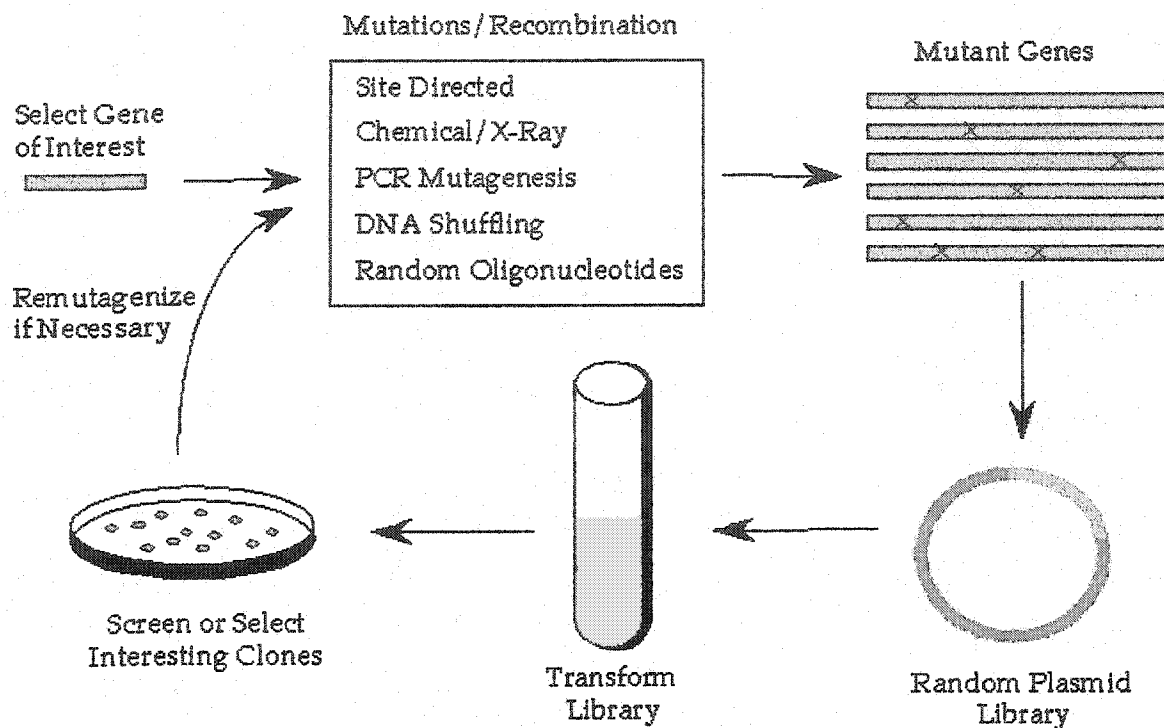 Mutations/Recombination
Mutant Genes
Select Gene
of Interest
Site Directed
Chemical/X-Ray
PCR Mutagenesis
DNA Shuffling
Random Oligonucleotides
Remutagenize
if Necessary
Screen or Select
Interesting Clones
Transform
Library
Random Plasmid
Library